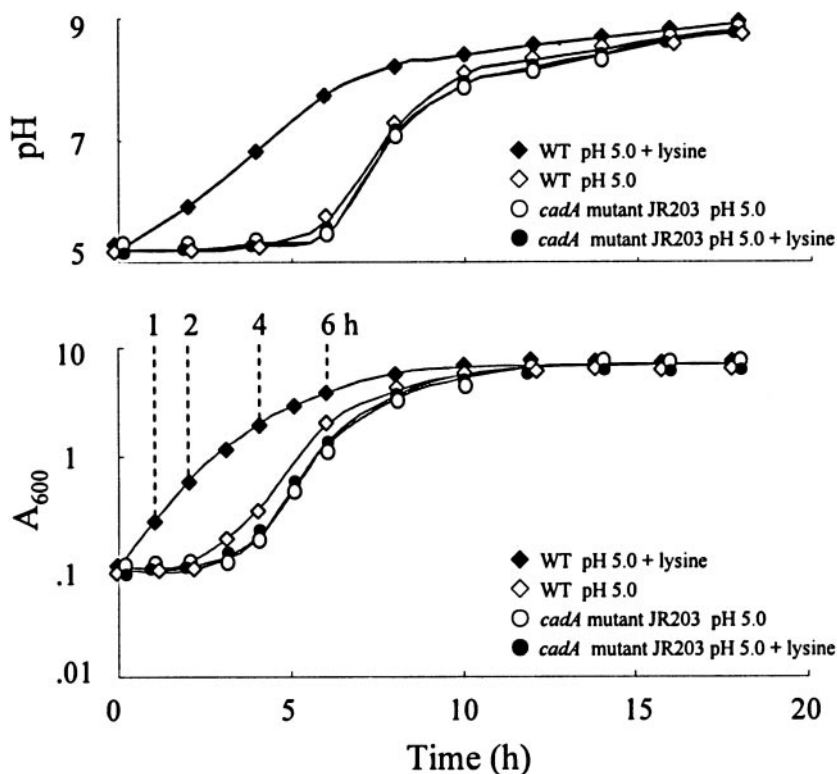 9
7
5
pH
WT pH 5.0 + lysine
WT pH 5.0
cadA mutant JR203 pH 5.0
cadA mutant JR203 pH 5.0 + lysine
1 2 4 6 h
10
1
.1
.01
A600
WT pH 5.0 + lysine
WT pH 5.0
cadA mutant JR203 pH 5.0
cadA mutant JR203 pH 5.0 + lysine
0 5 10 15 20
Time (h)